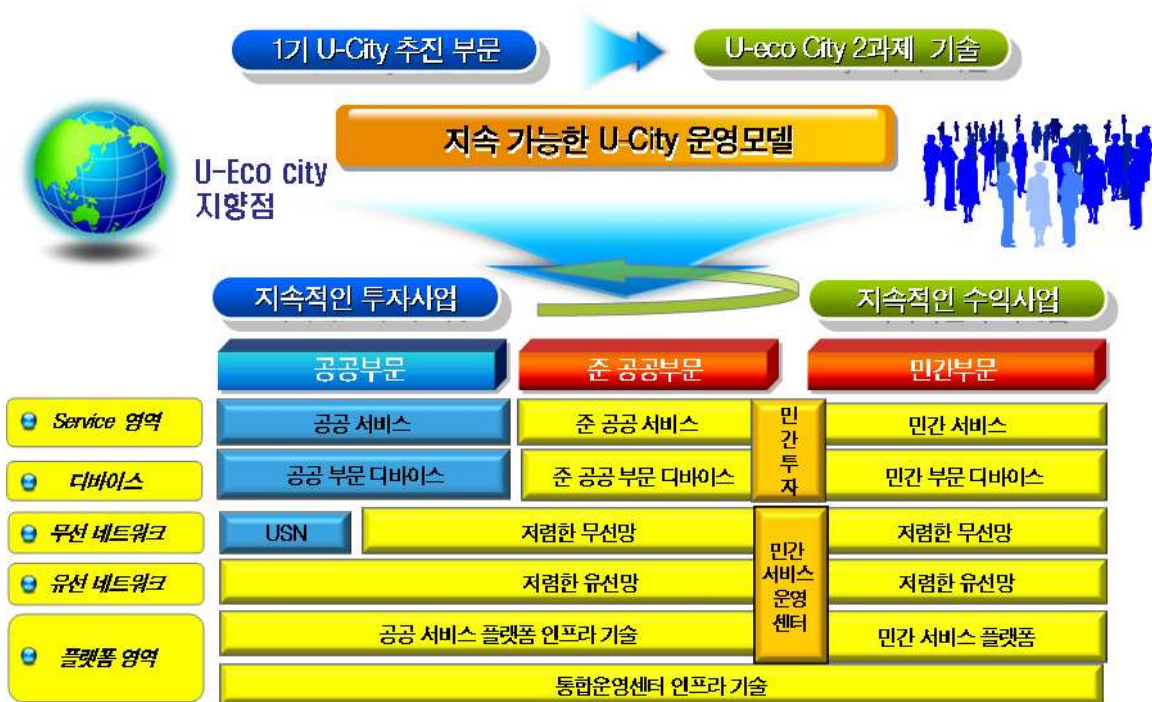 1기 U-City 추진 부문
U-eco City 2과제 기술
지속 가능한 U-City 운영모델
U-Eco city
지향점
지속적인 투자사업
지속적인 수익사업
공공부문
준 공공부문
민간부문
Service 영역
공공 서비스
준 공공 서비스
민간투자
민간 서비스
디바이스
공공 부문 디바이스
준 공공 부문 디바이스
민간 부문 디바이스
무선 네트워크
USN
저렴한 무선망
민간
서비스
운영
센터
저렴한 무선망
유선 네트워크
저렴한 유선망
저렴한 유선망
플랫폼 영역
공공 서비스 플랫폼 인프라 기술
민간 서비스 플랫폼
통합운영센터 인프라 기술